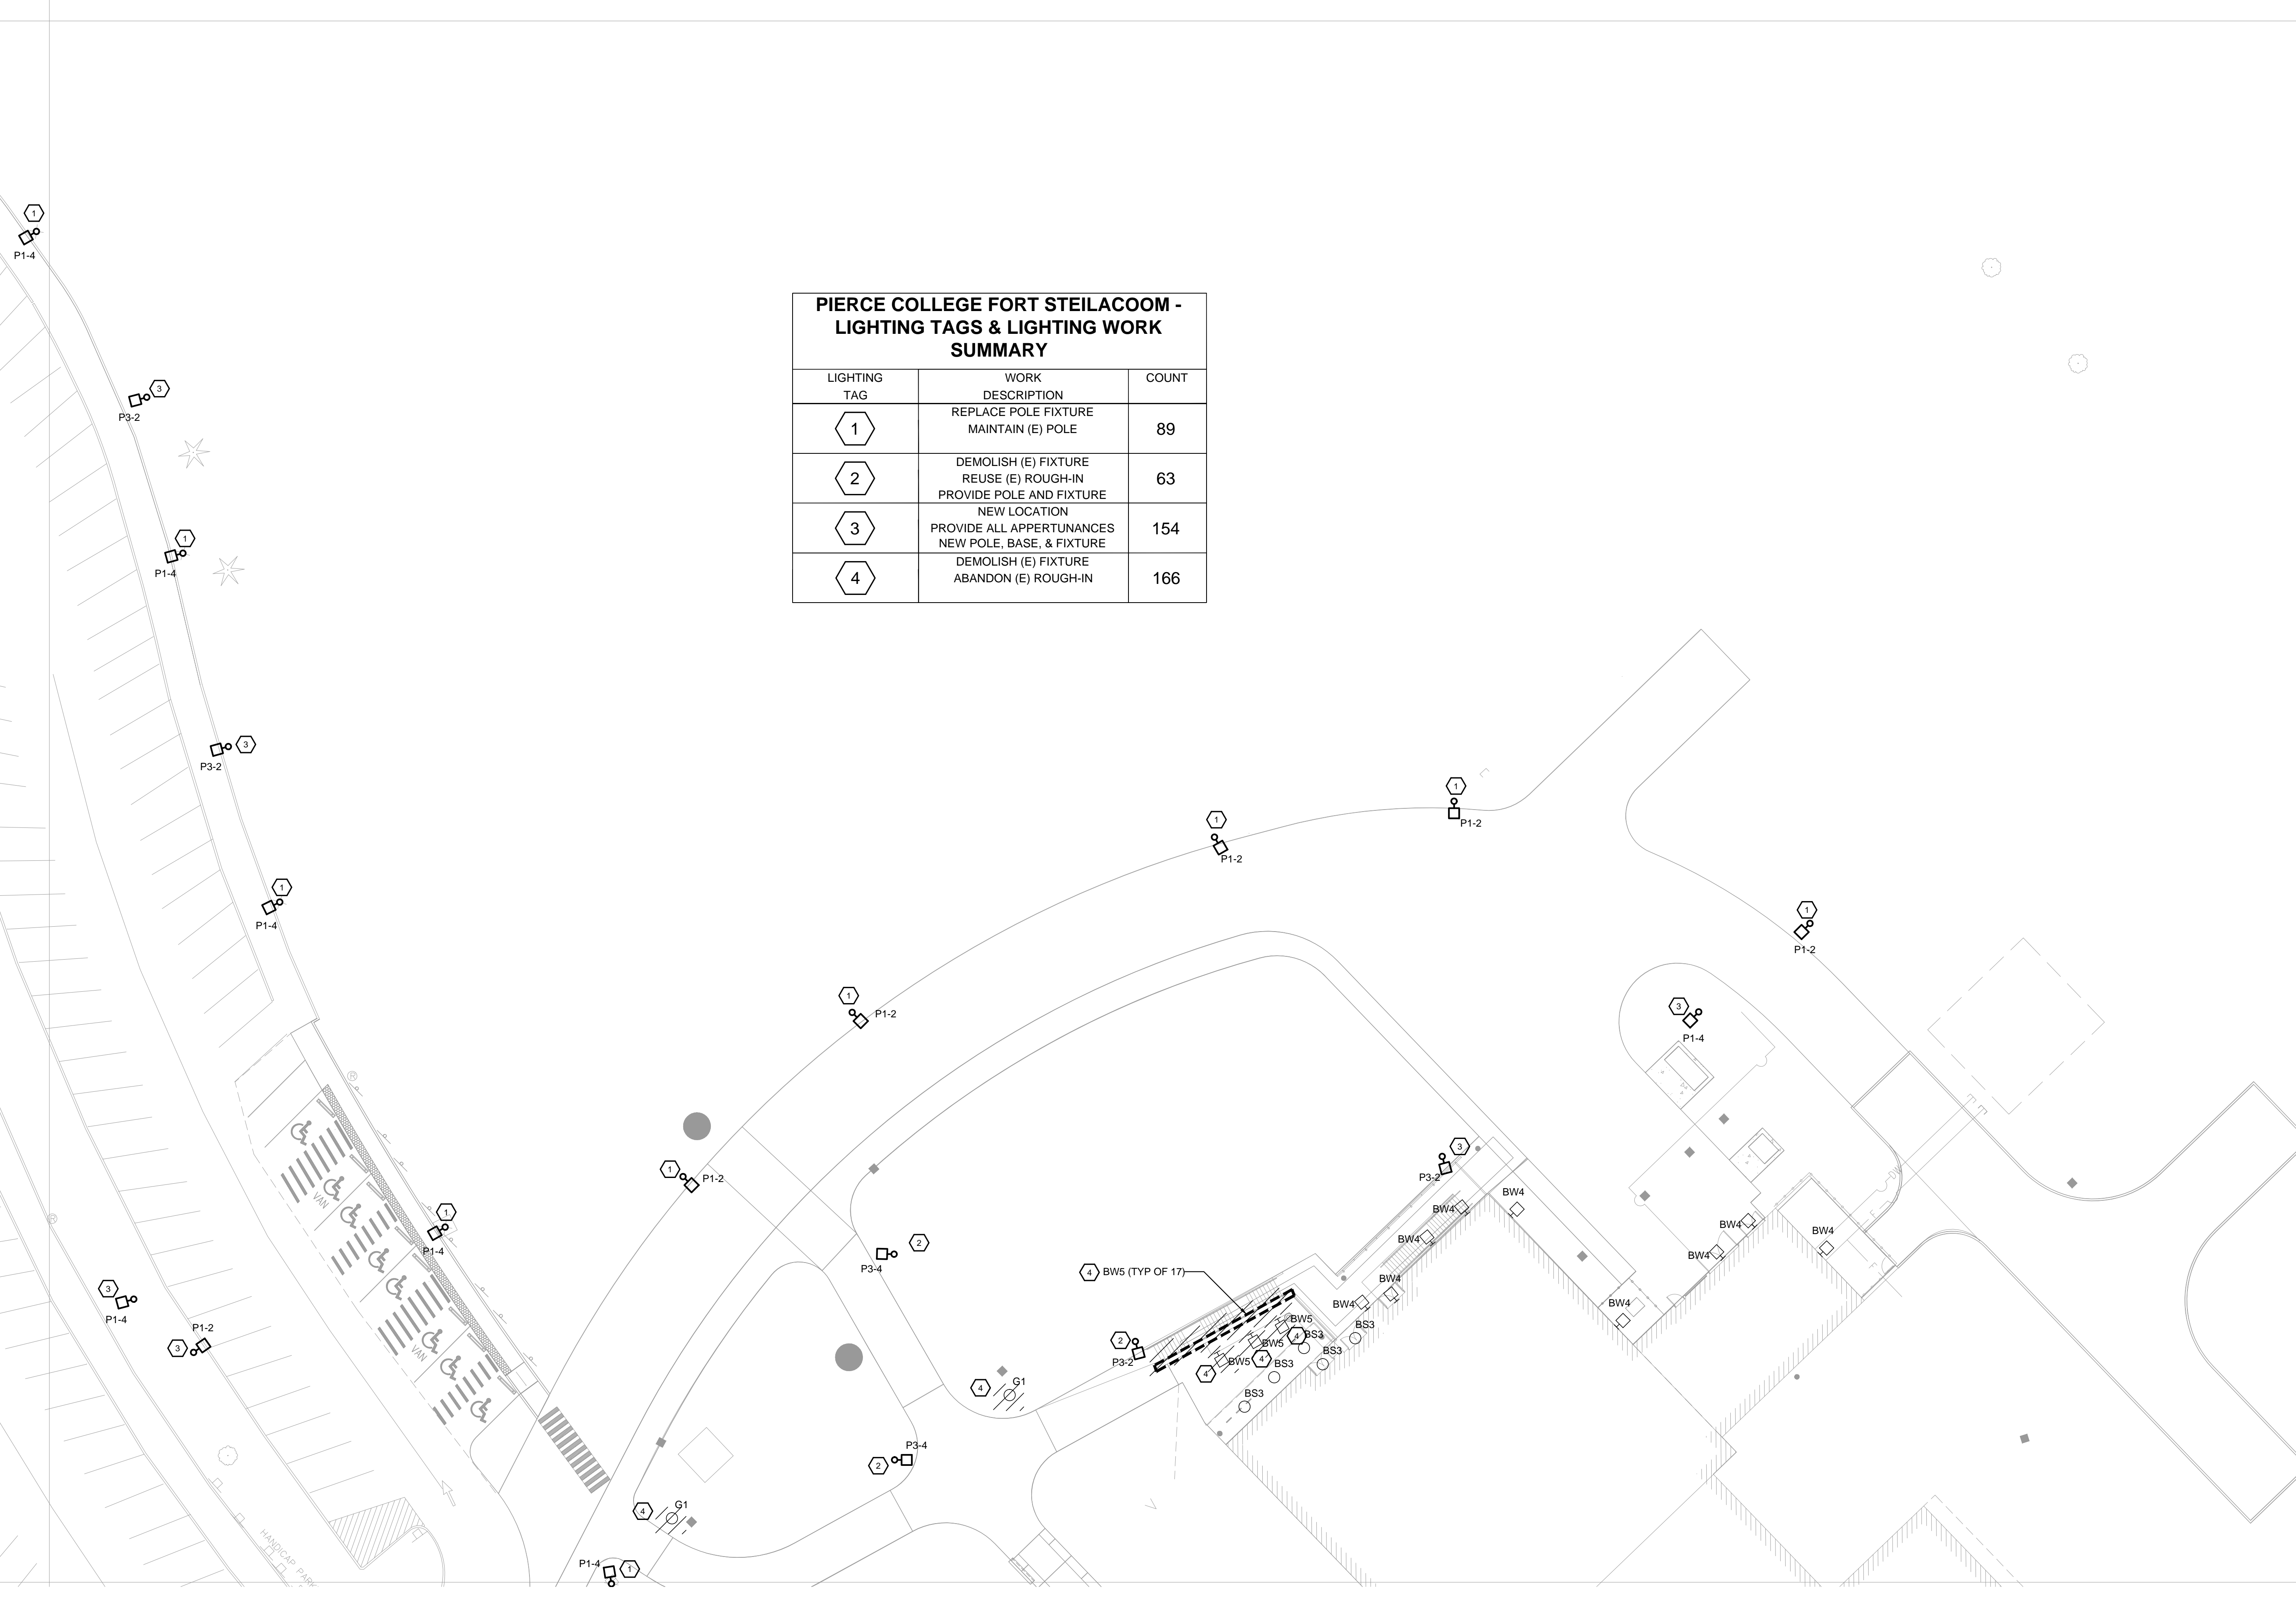 1
P1-4
PIERCE COLLEGE FORT STEILACOOM -
LIGHTING TAGS & LIGHTING WORK
SUMMARY
LIGHTING
TAG
WORK
DESCRIPTION
COUNT
1
REPLACE POLE FIXTURE
MAINTAIN (E) POLE
89
2
DEMOLISH (E) FIXTURE
REUSE (E) ROUGH-IN
PROVIDE POLE AND FIXTURE
63
3
NEW LOCATION
PROVIDE ALL APPERTUNANCES
NEW POLE, BASE, & FIXTURE
154
4
DEMOLISH (E) FIXTURE
ABANDON (E) ROUGH-IN
166
3
P3-2
1
P1-4
3
P3-2
1
P1-2
1
P1-2
1
P1-4
1
P1-2
1
P1-2
3
P1-4
R
3
P3-2
1
P1-2
BW4
BW4
BW4
BW4
BW4
BW4
R
VAN
1
P1-4
2
P3-4
4 BW5 (TYP OF 17)
BW4
BW4
BW4
3
P1-4
P1-2
3
VAN
2
P3-2
BW5
4
BS3
BS3
BW5
4
BS3
BW5
4
BS3
BS3
4
G1
P3-4
2
4
G1
HANDICAP PARK
P1-4
1